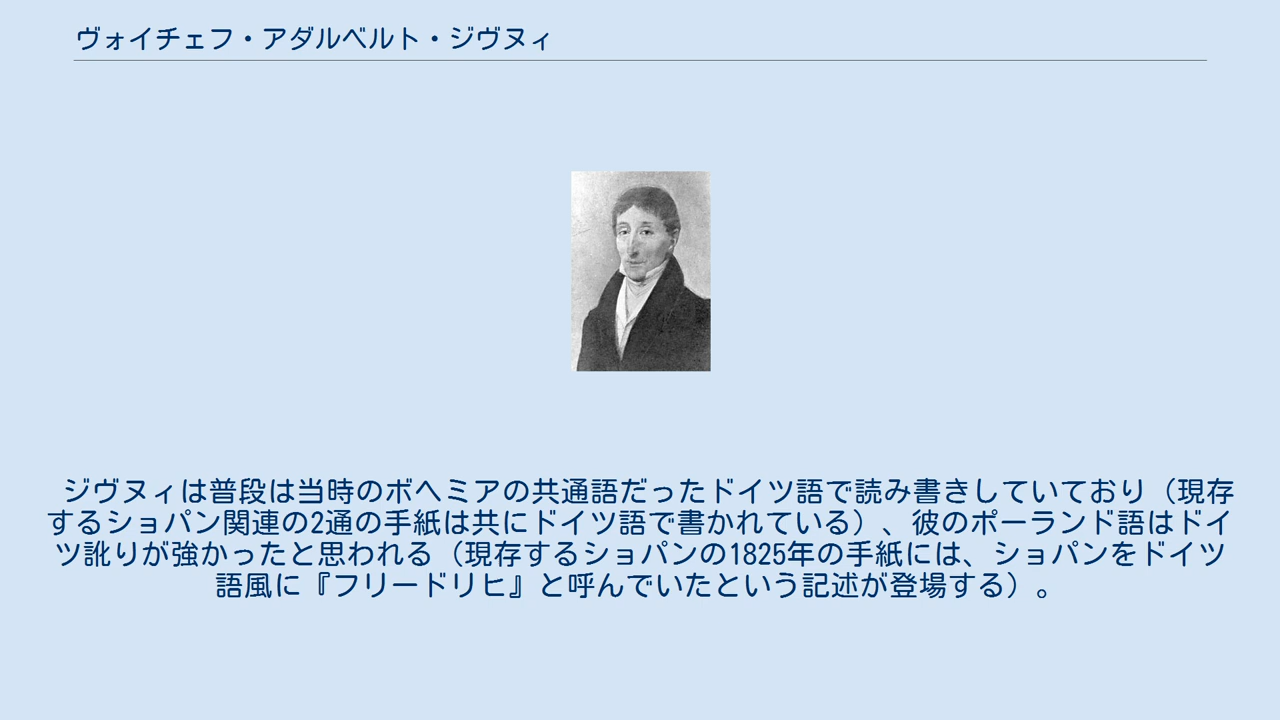 ヴォイチェフ・アダルベルト・ジヴヌィ
ジヴヌィは普段は当時のボヘミアの共通語だったドイツ語で読み書きしていており（現存
するショパン関連の2通の手紙は共にドイツ語で書かれている）、彼のポーランド語はドイ
ツ訛りが強かったと思われる（現存するショパンの1825年の手紙には、ショパンをドイツ
語風に『フリードリヒ』と呼んでいたという記述が登場する）。